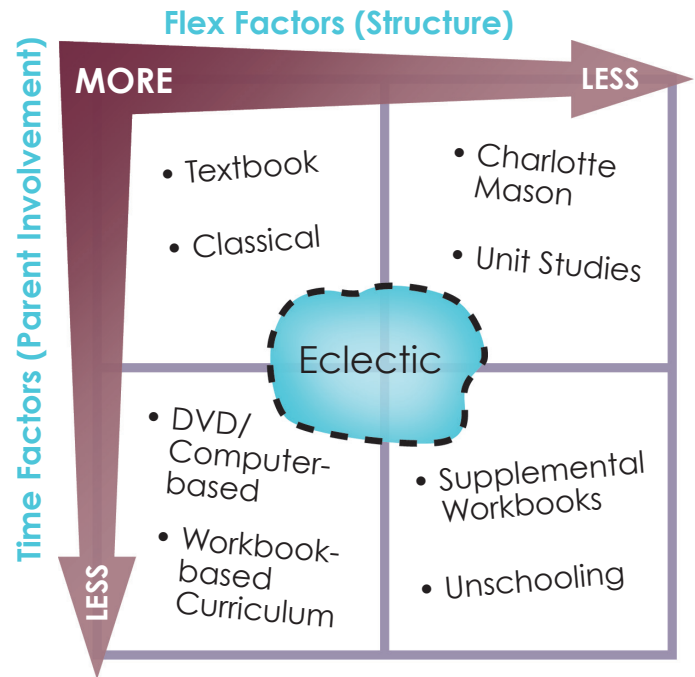 Flex Factors (Structure)
Time Factors (Parent Involvement)
MORE
LESS
• Textbook
• Classical
• Charlotte
Mason
• Unit Studies
Eclectic
• DVD/
Computer-
based
• Workbook-
based
Curriculum
• Supplemental
Workbooks
• Unschooling
LESS